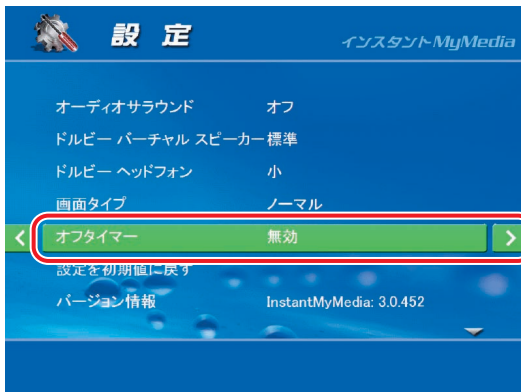 設 定
インスタントMyMedia
オーディオサラウンド オフ
ドルビー バーチャル スピーカー 標準
ドルビー ヘッドフォン 小
画面タイプ ノーマル
オフタイマー 無効
設定を初期値に戻す
バージョン情報 InstantMyMedia: 3.0.452